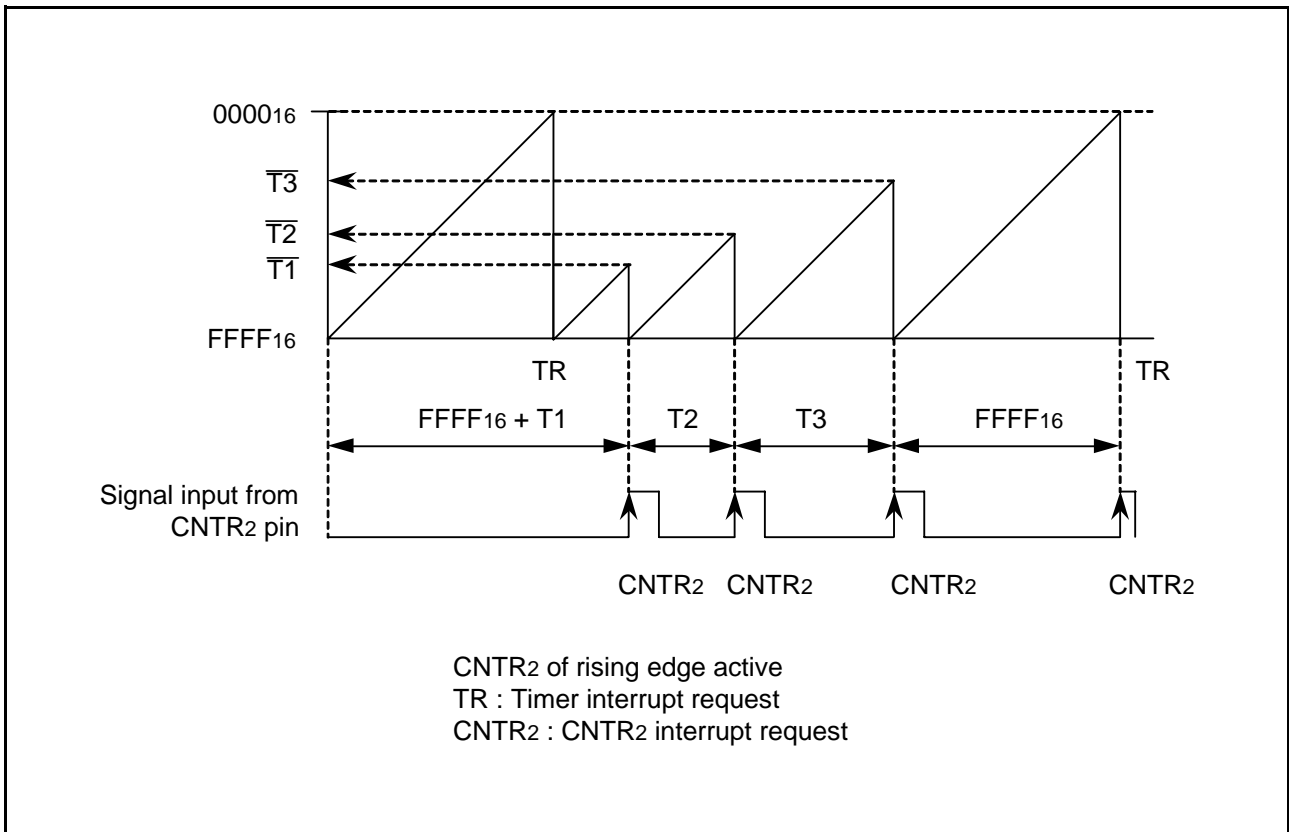 000016
T3
T2
T1
FFFF16
TR
TR
FFFF16 + T1
T2
T3
FFFF16
Signal input from
CNTR2 pin
CNTR2
CNTR2
CNTR2
CNTR2
CNTR2 of rising edge active
TR : Timer interrupt request
CNTR2 : CNTR2 interrupt request